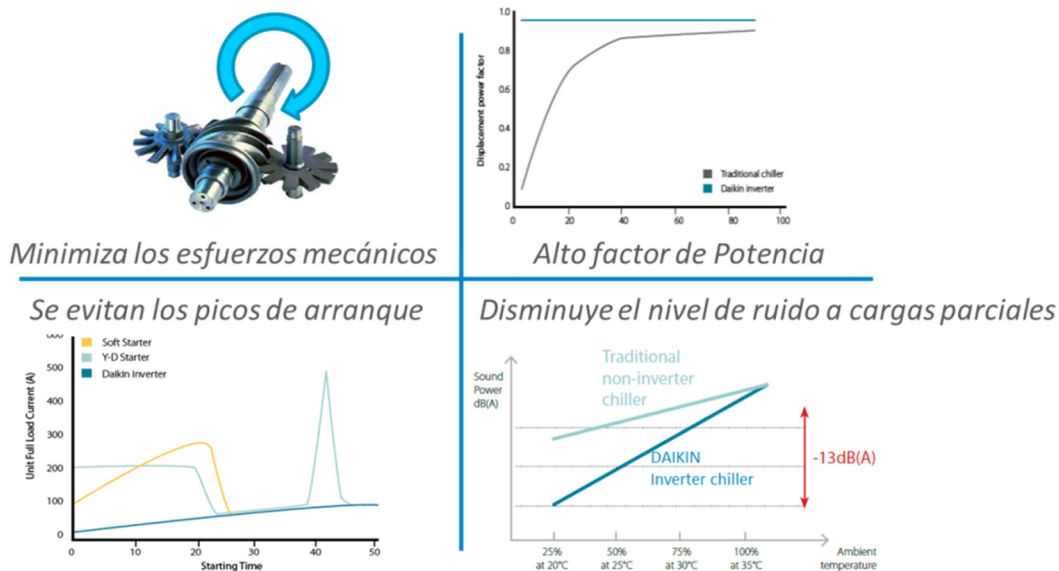 1.0
0.8
0.6
0.4
0.2
0
Displacement power factor
Traditional chiller
Daikin inverter
0 20 40 60 80 100
Minimiza los esfuerzos mecánicos
Alto factor de Potencia
Se evitan los picos de arranque
Disminuye el nivel de ruido a cargas parciales
600
500
400
300
200
100
0
Unit Full Load Current (A)
Soft Starter
Y-D Starter
Daikin Inverter
0 10 20 30 40 50
Starting Time
Sound
Power
dB(A)
Traditional
non-inverter
chiller
DAIKIN
Inverter chiller
-13dB(A)
25% 50% 75% 100% Ambient
at 20°C at 25°C at 30°C at 35°C temperature